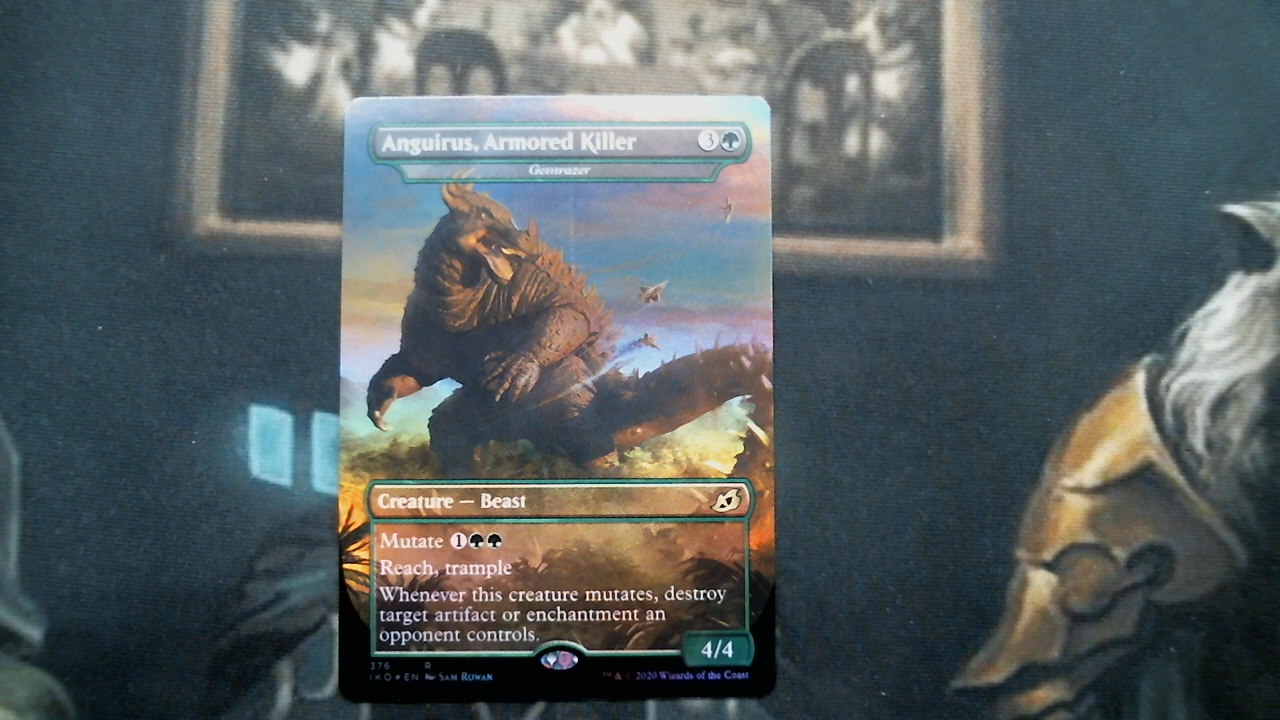 Anguirus, Armored Killer 3
Gemrazer
Creature — Beast
Mutate 1
Reach, trample
Whenever this creature mutates, destroy
target artifact or enchantment an
opponent controls.
4/4
376 R
IKO★EN Sam Rowan
™ & © 2020 Wizards of the Coast